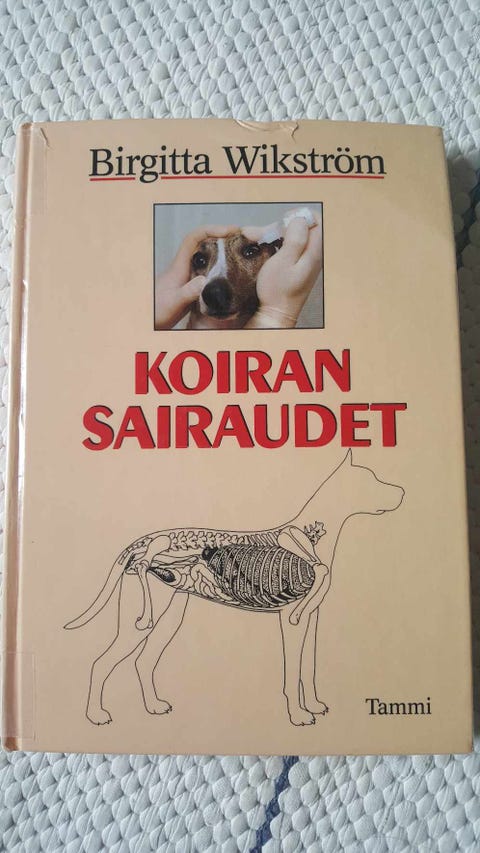 Birgitta Wikström
KOIRAN
SAIRAUDET
Tammi